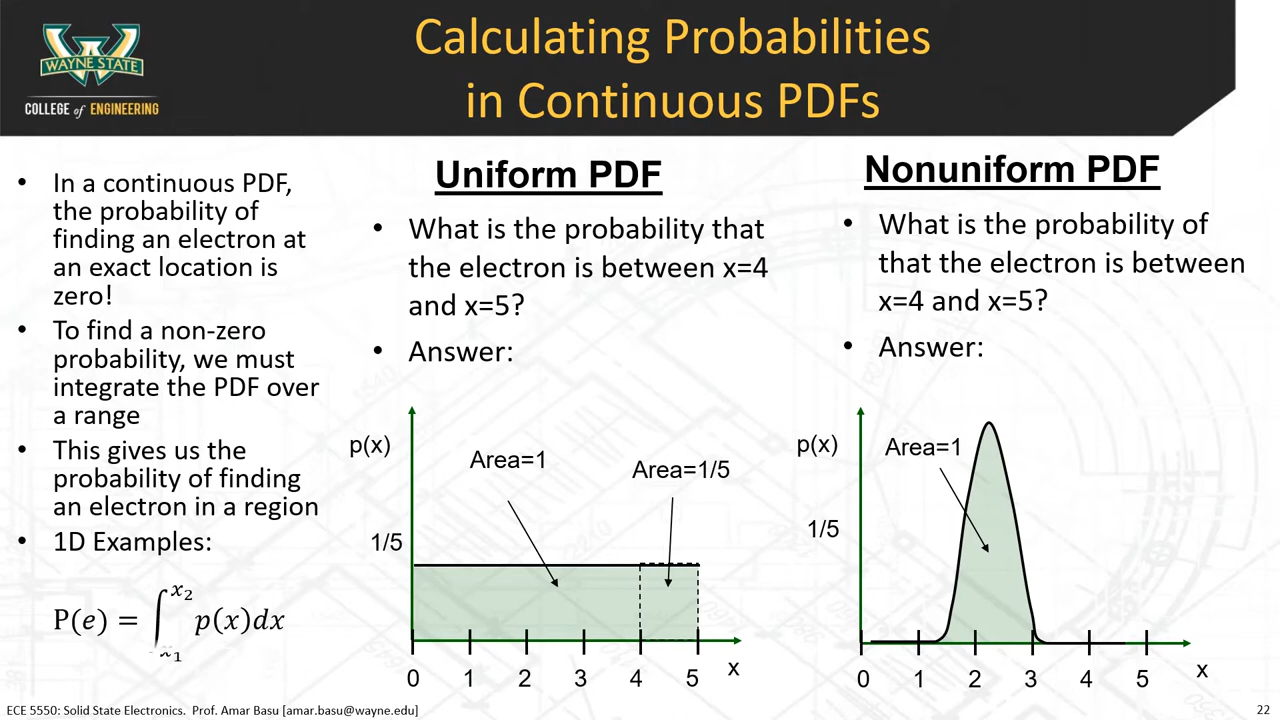 WAYNE STATE
COLLEGE of ENGINEERING
Calculating Probabilities
in Continuous PDFs
• In a continuous PDF,
the probability of
finding an electron at
an exact location is
zero!
• To find a non-zero
probability, we must
integrate the PDF over
a range
• This gives us the
probability of finding
an electron in a region
• 1D Examples:
P(e) = ∫_{x_1}^{x_2} p(x)dx
Uniform PDF
• What is the probability that
the electron is between x=4
and x=5?
• Answer:
p(x)
Area=1
Area=1/5
1/5
0 1 2 3 4 5 x
Nonuniform PDF
• What is the probability of
that the electron is between
x=4 and x=5?
• Answer:
p(x)
Area=1
1/5
0 1 2 3 4 5 x
ECE 5550: Solid State Electronics. Prof. Amar Basu [amar.basu@wayne.edu]
22